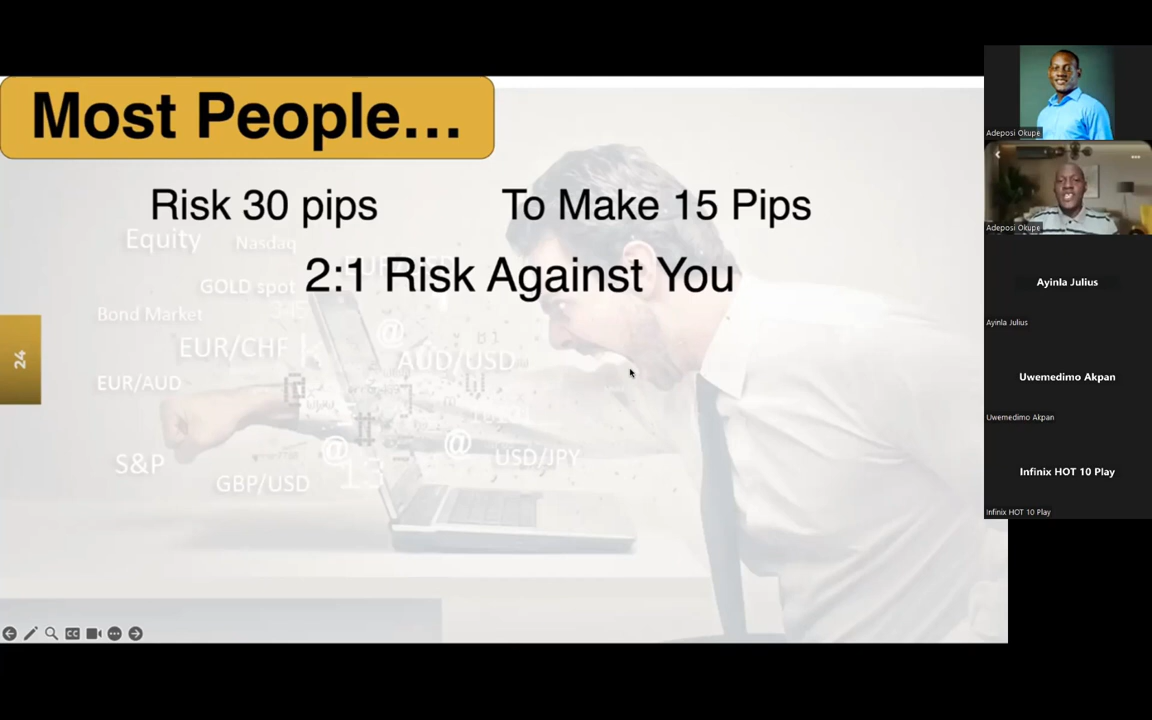 Most People...
Risk 30 pips
To Make 15 Pips
2:1 Risk Against You
Equity
Nasdaq
GOLD spot
Bond Market
EUR/CHF
AUD/USD
EUR/AUD
S&P
GBP/USD
USD/JPY
@
@
@
24
CC
Adeposi Okupe
Adeposi Okupe
Ayinla Julius
Ayinla Julius
Uwemedimo Akpan
Uwemedimo Akpan
Infinix HOT 10 Play
Infinix HOT 10 Play